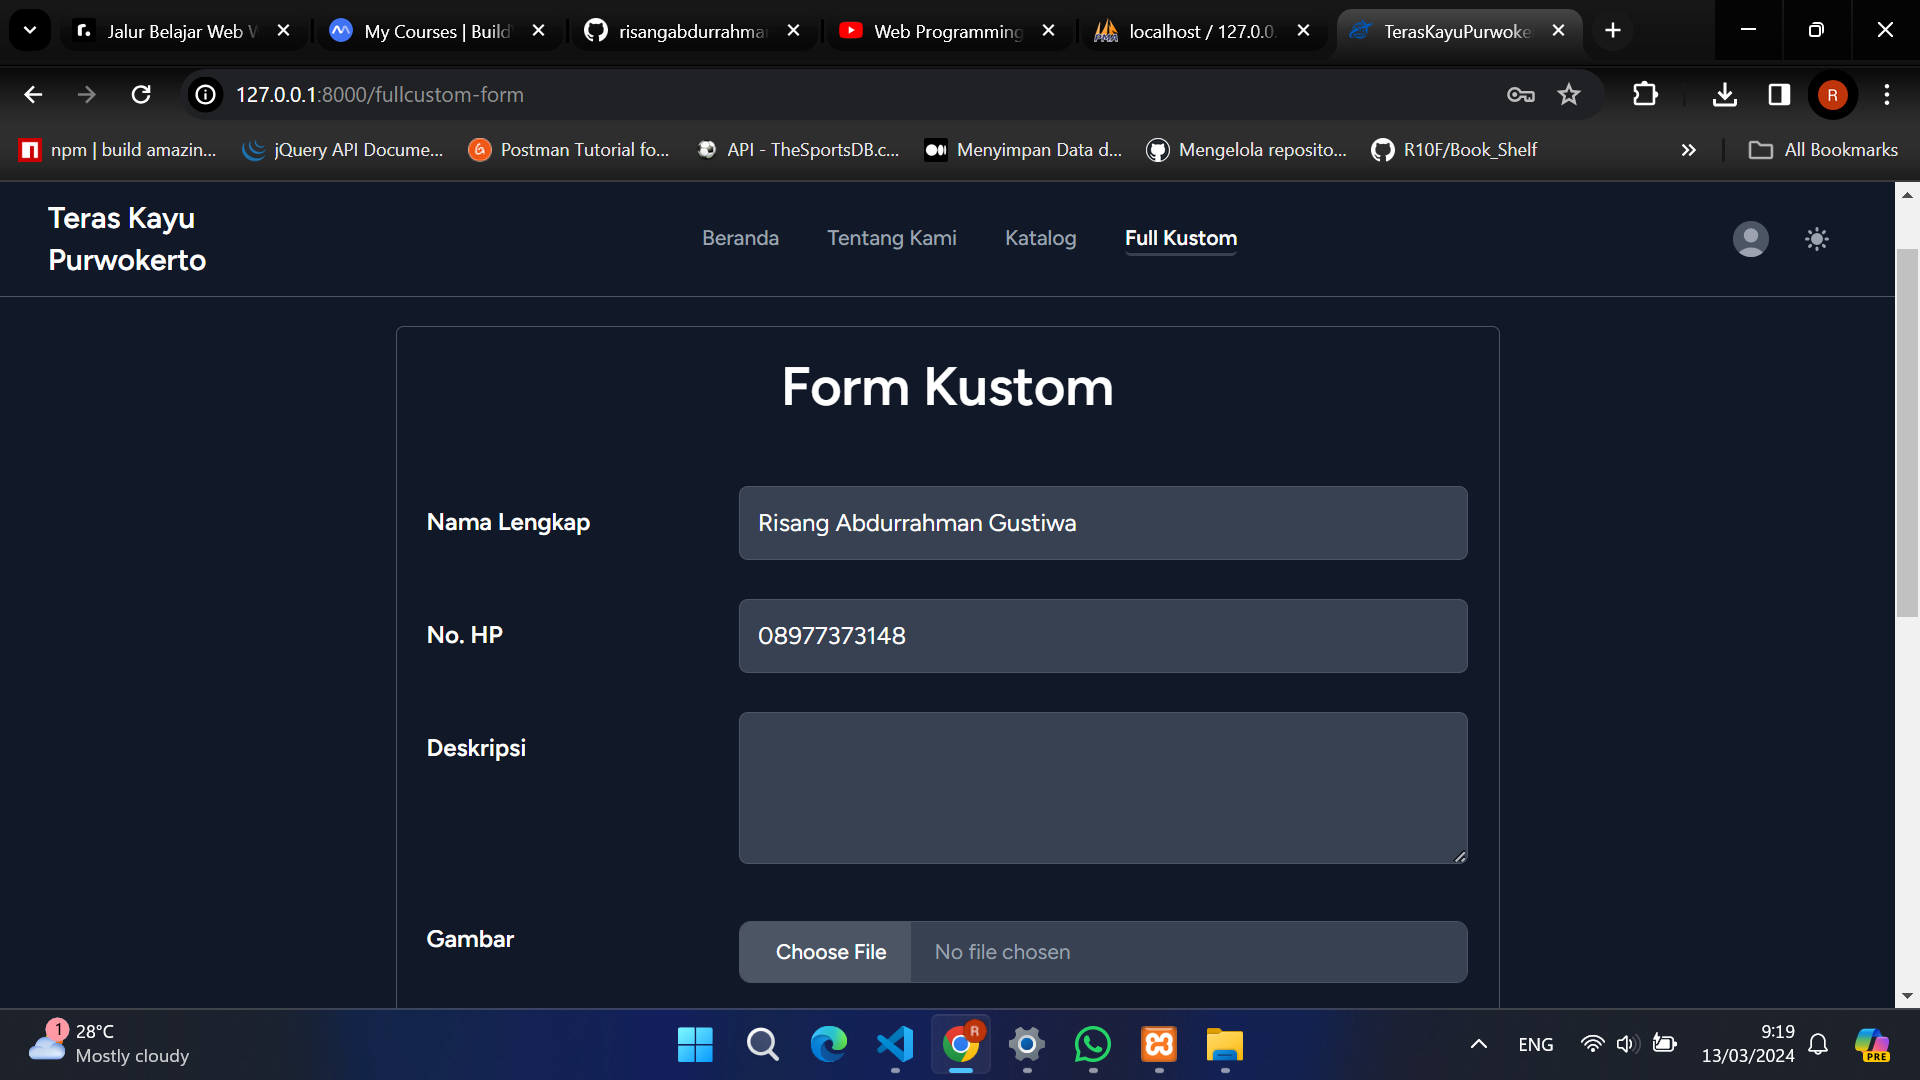 Jalur Belajar Web
My Courses | Build
risangabdurrahma
Web Programming
localhost / 127.0.0.
TerasKayuPurwoke
127.0.0.1:8000/fullcustom-form
R
npm | build amazin...
jQuery API Docume...
Postman Tutorial fo...
API - TheSportsDB.c...
Menyimpan Data d...
Mengelola reposito...
R10F/Book_Shelf
All Bookmarks
Teras Kayu
Purwokerto
Beranda
Tentang Kami
Katalog
Full Kustom
Form Kustom
Nama Lengkap
Risang Abdurrahman Gustiwa
No. HP
08977373148
Deskripsi
Gambar
Choose File
No file chosen
1
28°C
Mostly cloudy
R
ENG
9:19
13/03/2024
PRE